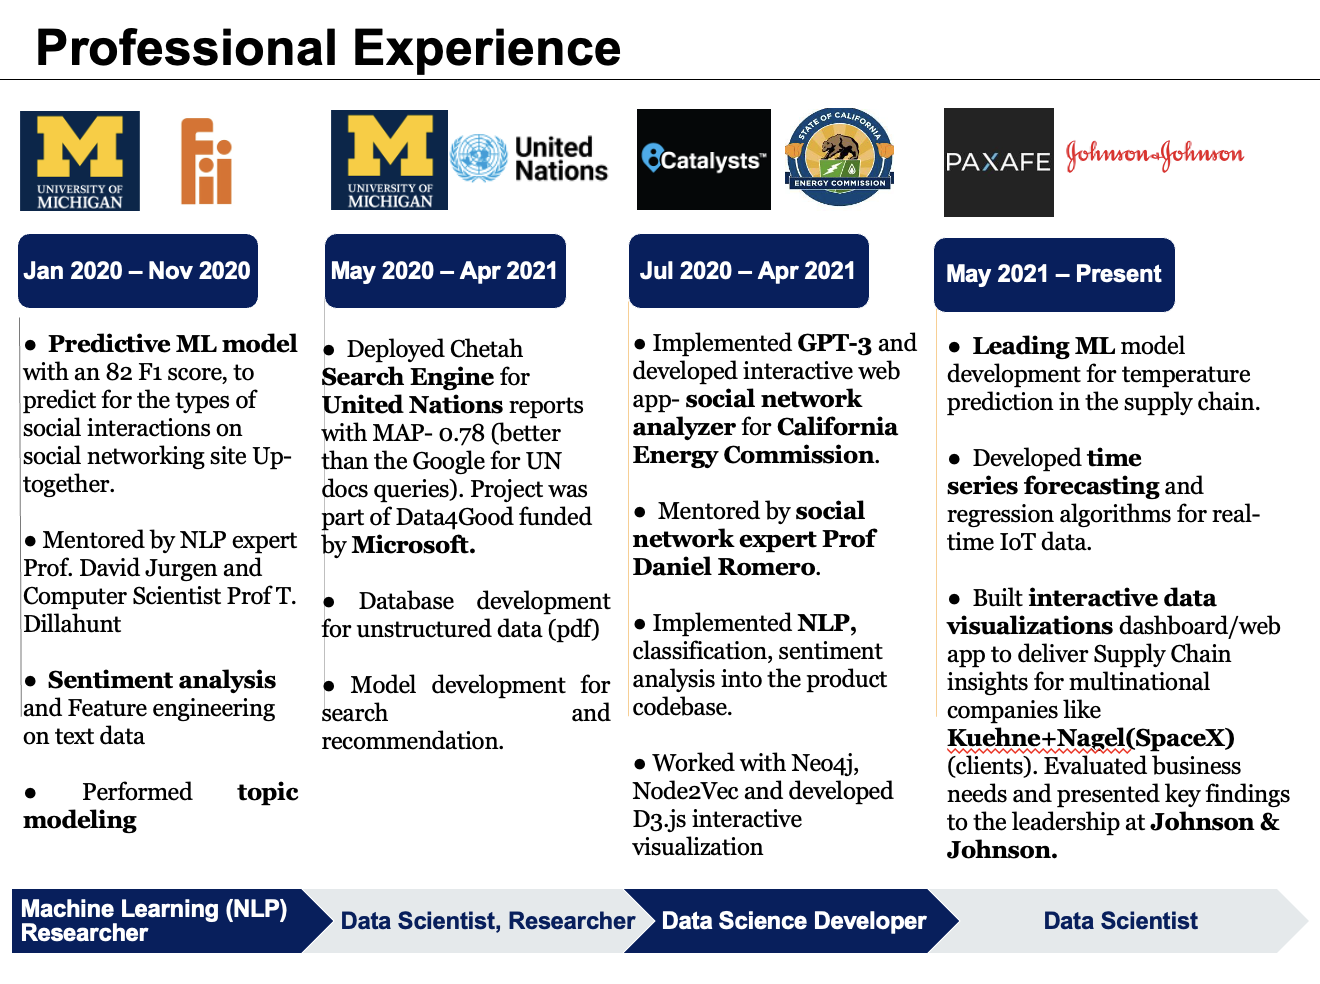 Professional Experience
M
UNIVERSITY OF
MICHIGAN
fii
M
UNIVERSITY OF
MICHIGAN
United
Nations
Catalysts™
STATE OF CALIFORNIA
ENERGY COMMISSION
PAXAFE
Johnson&Johnson
Jan 2020 – Nov 2020
● Predictive ML model
with an 82 F1 score, to
predict for the types of
social interactions on
social networking site Up-
together.
● Mentored by NLP expert
Prof. David Jurgen and
Computer Scientist Prof T.
Dillahunt
● Sentiment analysis
and Feature engineering
on text data
● Performed topic
modeling
May 2020 – Apr 2021
● Deployed Chetah
Search Engine for
United Nations reports
with MAP- 0.78 (better
than the Google for UN
docs queries). Project was
part of Data4Good funded
by Microsoft.
● Database development
for unstructured data (pdf)
● Model development for
search and
recommendation.
Jul 2020 – Apr 2021
● Implemented GPT-3 and
developed interactive web
app- social network
analyzer for California
Energy Commission.
● Mentored by social
network expert Prof
Daniel Romero.
● Implemented NLP,
classification, sentiment
analysis into the product
codebase.
● Worked with Neo4j,
Node2Vec and developed
D3.js interactive
visualization
May 2021 – Present
● Leading ML model
development for temperature
prediction in the supply chain.
● Developed time
series forecasting and
regression algorithms for real-
time IoT data.
● Built interactive data
visualizations dashboard/web
app to deliver Supply Chain
insights for multinational
companies like
Kuehne+Nagel(SpaceX)
(clients). Evaluated business
needs and presented key findings
to the leadership at Johnson &
Johnson.
Machine Learning (NLP)
Researcher
Data Scientist, Researcher
Data Science Developer
Data Scientist